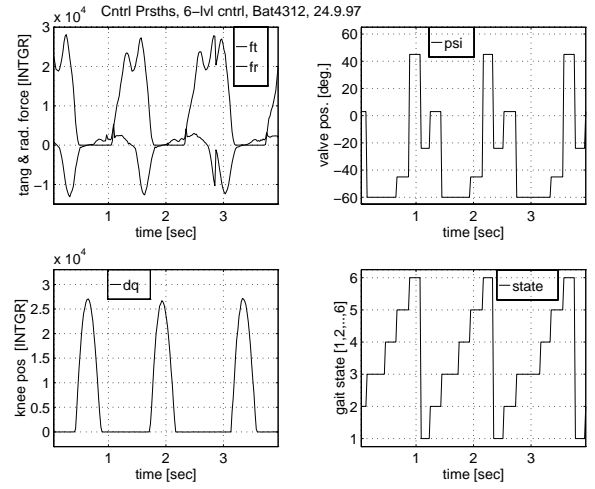 Cntrl Prsths, 6-lvl cntrl, Bat4312, 24.9.97
x 10⁴
3
2
1
0
−1
tang & rad. force [INTGR]
ft
fr
1 2 3
time [sec]
60
40
20
0
−20
−40
−60
valve pos. [deg.]
psi
1 2 3
time [sec]
x 10⁴
3
2.5
2
1.5
1
0.5
0
knee pos [INTGR]
dq
1 2 3
time [sec]
6
5
4
3
2
1
gait state [1,2,..,6]
state
1 2 3
time [sec]